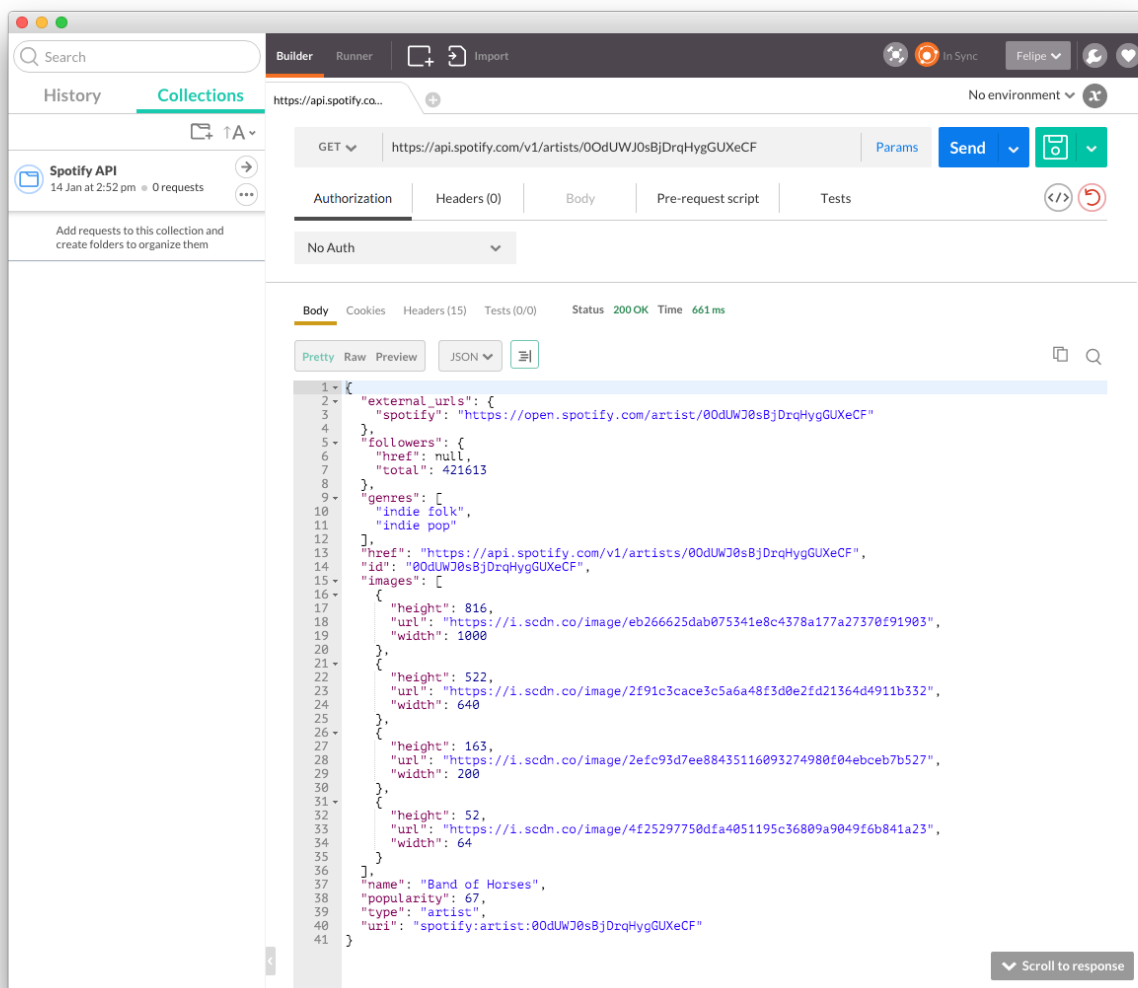 Search
Builder
Runner
Import
In Sync
Felipe
History
Collections
https://api.spotify.co...
No environment
x
↑A
GET
https://api.spotify.com/v1/artists/0OdUWJ0sBjDrqHygGUXeCF
Params
Send
Spotify API
14 Jan at 2:52 pm
0 requests
Authorization
Headers (0)
Body
Pre-request script
Tests
Add requests to this collection and
create folders to organize them
No Auth
Body
Cookies
Headers (15)
Tests (0/0)
Status 200 OK Time 661 ms
Pretty Raw Preview
JSON
1 {
2 "external_urls": {
3 "spotify": "https://open.spotify.com/artist/0OdUWJ0sBjDrqHygGUXeCF"
4 },
5 "followers": {
6 "href": null,
7 "total": 421613
8 },
9 "genres": [
10 "indie folk",
11 "indie pop"
12 ],
13 "href": "https://api.spotify.com/v1/artists/0OdUWJ0sBjDrqHygGUXeCF",
14 "id": "0OdUWJ0sBjDrqHygGUXeCF",
15 "images": [
16 {
17 "height": 816,
18 "url": "https://i.scdn.co/image/eb266625dab075341e8c4378a177a27370f91903",
19 "width": 1000
20 },
21 {
22 "height": 522,
23 "url": "https://i.scdn.co/image/2f91c3cace3c5a6a48f3d0e2fd21364d4911b332",
24 "width": 640
25 },
26 {
27 "height": 163,
28 "url": "https://i.scdn.co/image/2efc93d7ee88435116093274980f04ebceb7b527",
29 "width": 200
30 },
31 {
32 "height": 52,
33 "url": "https://i.scdn.co/image/4f25297750dfa4051195c36809a9049f6b841a23",
34 "width": 64
35 }
36 ],
37 "name": "Band of Horses",
38 "popularity": 67,
39 "type": "artist",
40 "uri": "spotify:artist:0OdUWJ0sBjDrqHygGUXeCF"
41 }
Scroll to response